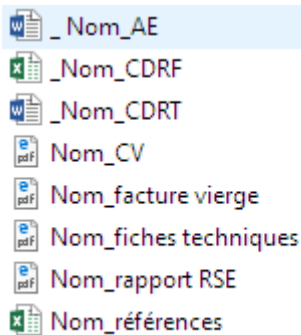 _ Nom_AE
_Nom_CDRF
_Nom_CDRT
Nom_CV
Nom_facture vierge
Nom_fiches techniques
Nom_rapport RSE
Nom_références